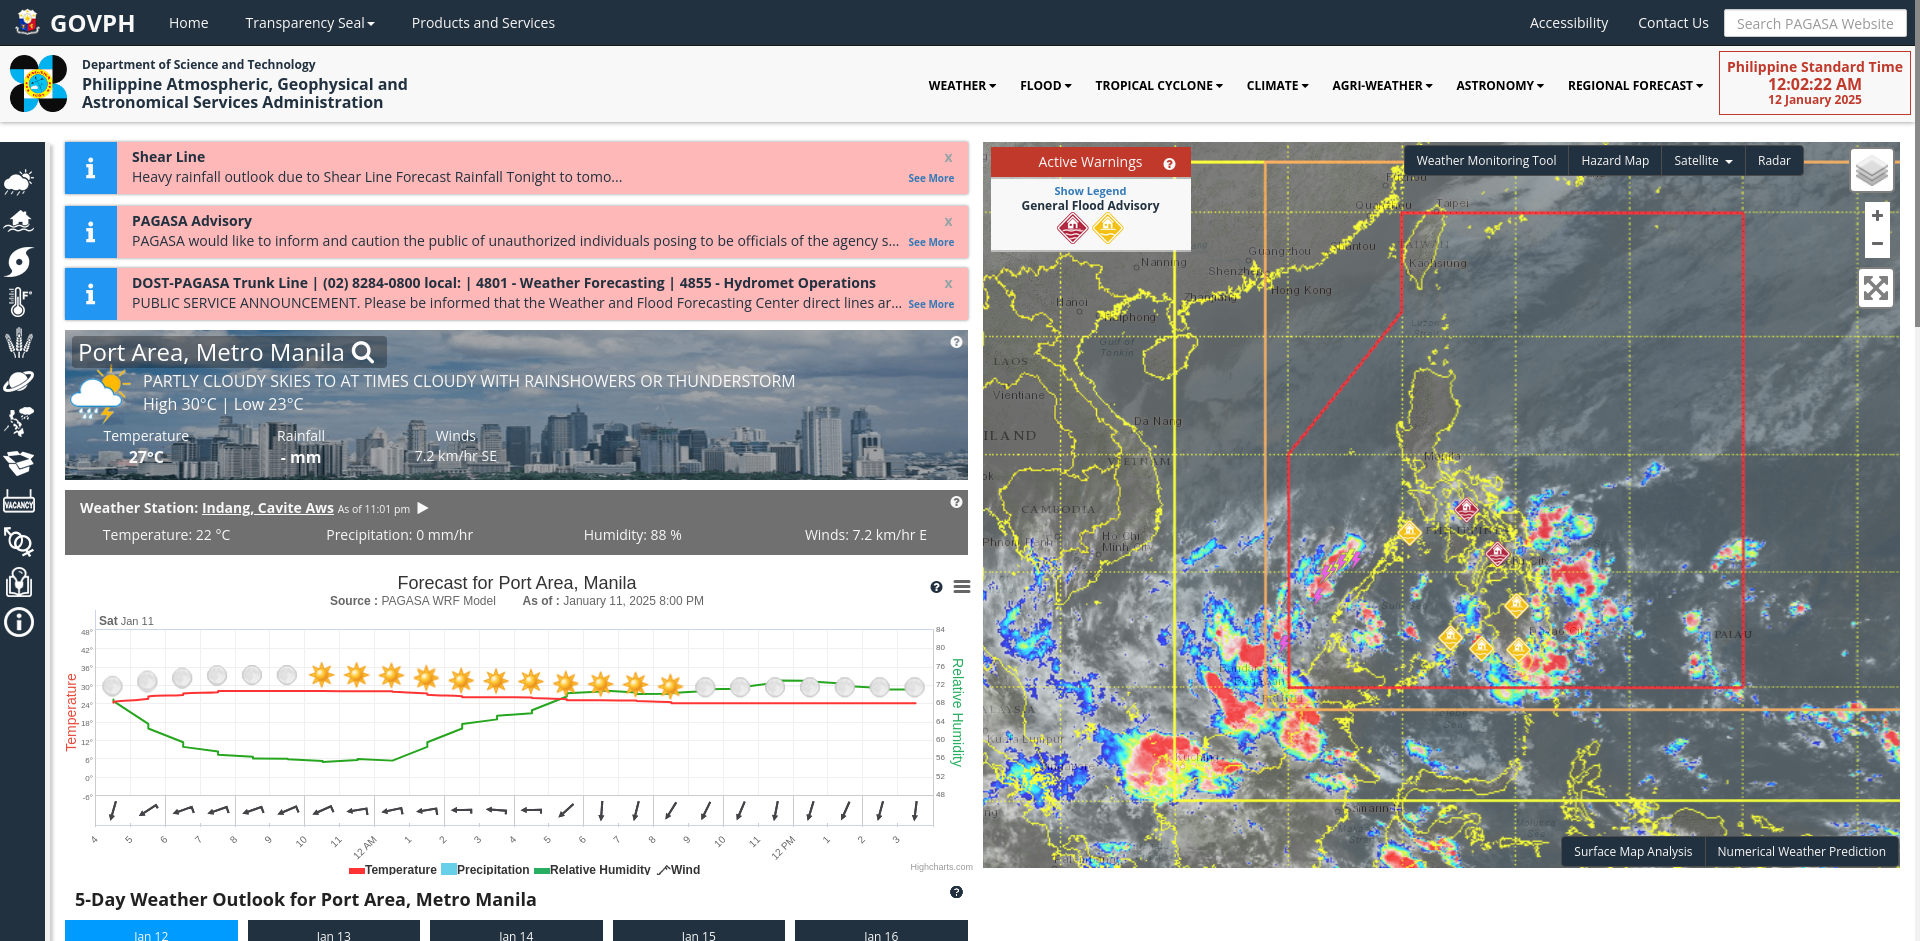 GOVPH
Home
Transparency Seal
Products and Services
Accessibility
Contact Us
Search PAGASA Website
Department of Science and Technology
Philippine Atmospheric, Geophysical and
Astronomical Services Administration
WEATHER
FLOOD
TROPICAL CYCLONE
CLIMATE
AGRI-WEATHER
ASTRONOMY
REGIONAL FORECAST
Philippine Standard Time
12:02:22 AM
12 January 2025
VACANCY
Shear Line
x
Heavy rainfall outlook due to Shear Line Forecast Rainfall Tonight to tomo...
See More
PAGASA Advisory
x
PAGASA would like to inform and caution the public of unauthorized individuals posing to be officials of the agency s...
See More
DOST-PAGASA Trunk Line | (02) 8284-0800 local: | 4801 - Weather Forecasting | 4855 - Hydromet Operations
x
PUBLIC SERVICE ANNOUNCEMENT. Please be informed that the Weather and Flood Forecasting Center direct lines ar...
See More
Port Area, Metro Manila
PARTLY CLOUDY SKIES TO AT TIMES CLOUDY WITH RAINSHOWERS OR THUNDERSTORM
High 30°C | Low 23°C
Temperature
Rainfall
Winds
27°C
- mm
7.2 km/hr SE
Weather Station: Indang, Cavite Aws As of 11:01 pm
Temperature: 22 °C
Precipitation: 0 mm/hr
Humidity: 88 %
Winds: 7.2 km/hr E
Forecast for Port Area, Manila
Source : PAGASA WRF Model As of : January 11, 2025 8:00 PM
Sat Jan 11
Temperature
48°
42°
36°
30°
24°
18°
12°
6°
0°
-6°
84
80
76
72
68
64
60
56
52
48
Relative Humidity
4
5
6
7
8
9
10
11
12 AM
1
2
3
4
5
6
7
8
9
10
11
12 PM
1
2
3
Temperature
Precipitation
Relative Humidity
Wind
Highcharts.com
5-Day Weather Outlook for Port Area, Metro Manila
Jan 12
Jan 13
Jan 14
Jan 15
Jan 16
Active Warnings
Show Legend
General Flood Advisory
Weather Monitoring Tool
Hazard Map
Satellite
Radar
+
−
Taipei
Guangzhou
Shantou
Nanning
Shenzhen
Kaohsiung
Hong Kong
Hanoi
Haiphong
Gulf of
Tonkin
LAOS
Vientiane
Da Nang
VIETNAM
Manila
CAMBODIA
Ho Chi
Minh
PALAU
Kuala Lumpur
Kuching
Samarinda
Surface Map Analysis
Numerical Weather Prediction